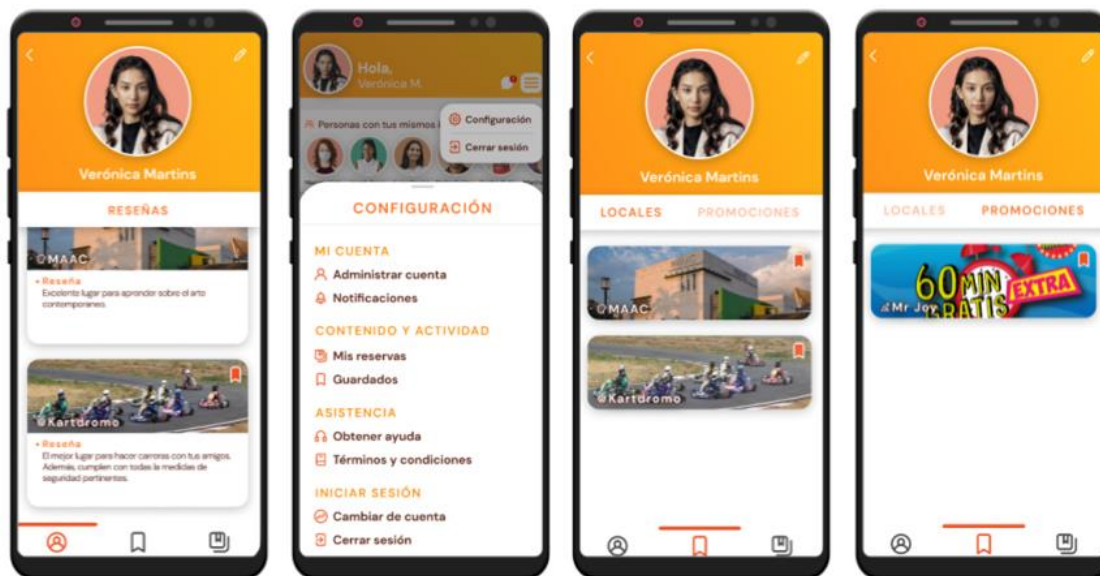 Verónica Martins
RESEÑAS
MAAC
• Reseña
Excelente lugar para aprender sobre el arte
contemporaneo.
@Kartdromo
• Reseña
El mejor lugar para hacer carreras con tus amigos.
Además, cumplen con todas la medidas de
seguridad pertinentes.
Hola,
Verónica M.
Personas con tus mismos
Configuración
Cerrar sesión
CONFIGURACIÓN
MI CUENTA
Administrar cuenta
Notificaciones
CONTENIDO Y ACTIVIDAD
Mis reservas
Guardados
ASISTENCIA
Obtener ayuda
Términos y condiciones
INICIAR SESIÓN
Cambiar de cuenta
Cerrar sesión
Verónica Martins
LOCALES PROMOCIONES
MAAC
@Kartdromo
Verónica Martins
LOCALES PROMOCIONES
60 MIN
GRATIS EXTRA
Mr Joy